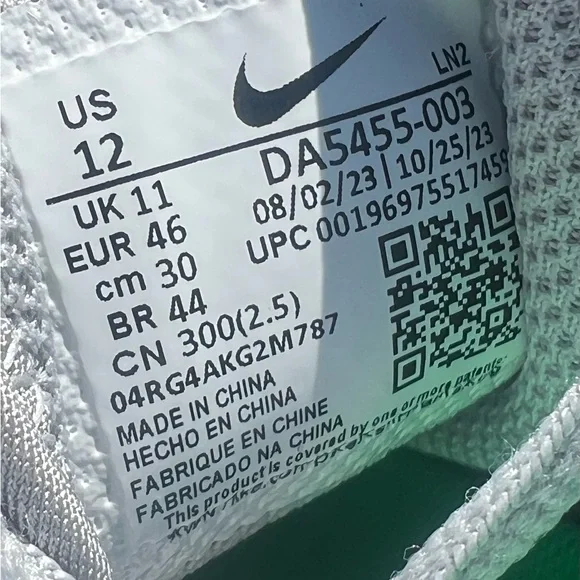 US
12
LN2
DA5455-003
08/02/23 | 10/25/23
UPC 00196975517459
UK 11
EUR 46
cm 30
BR 44
CN 300(2.5)
04RG4AKG2M787
MADE IN CHINA
HECHO EN CHINA
FABRIQUE EN CHINE
FABRICADO NA CHINA
This product is covered by one or more patents.